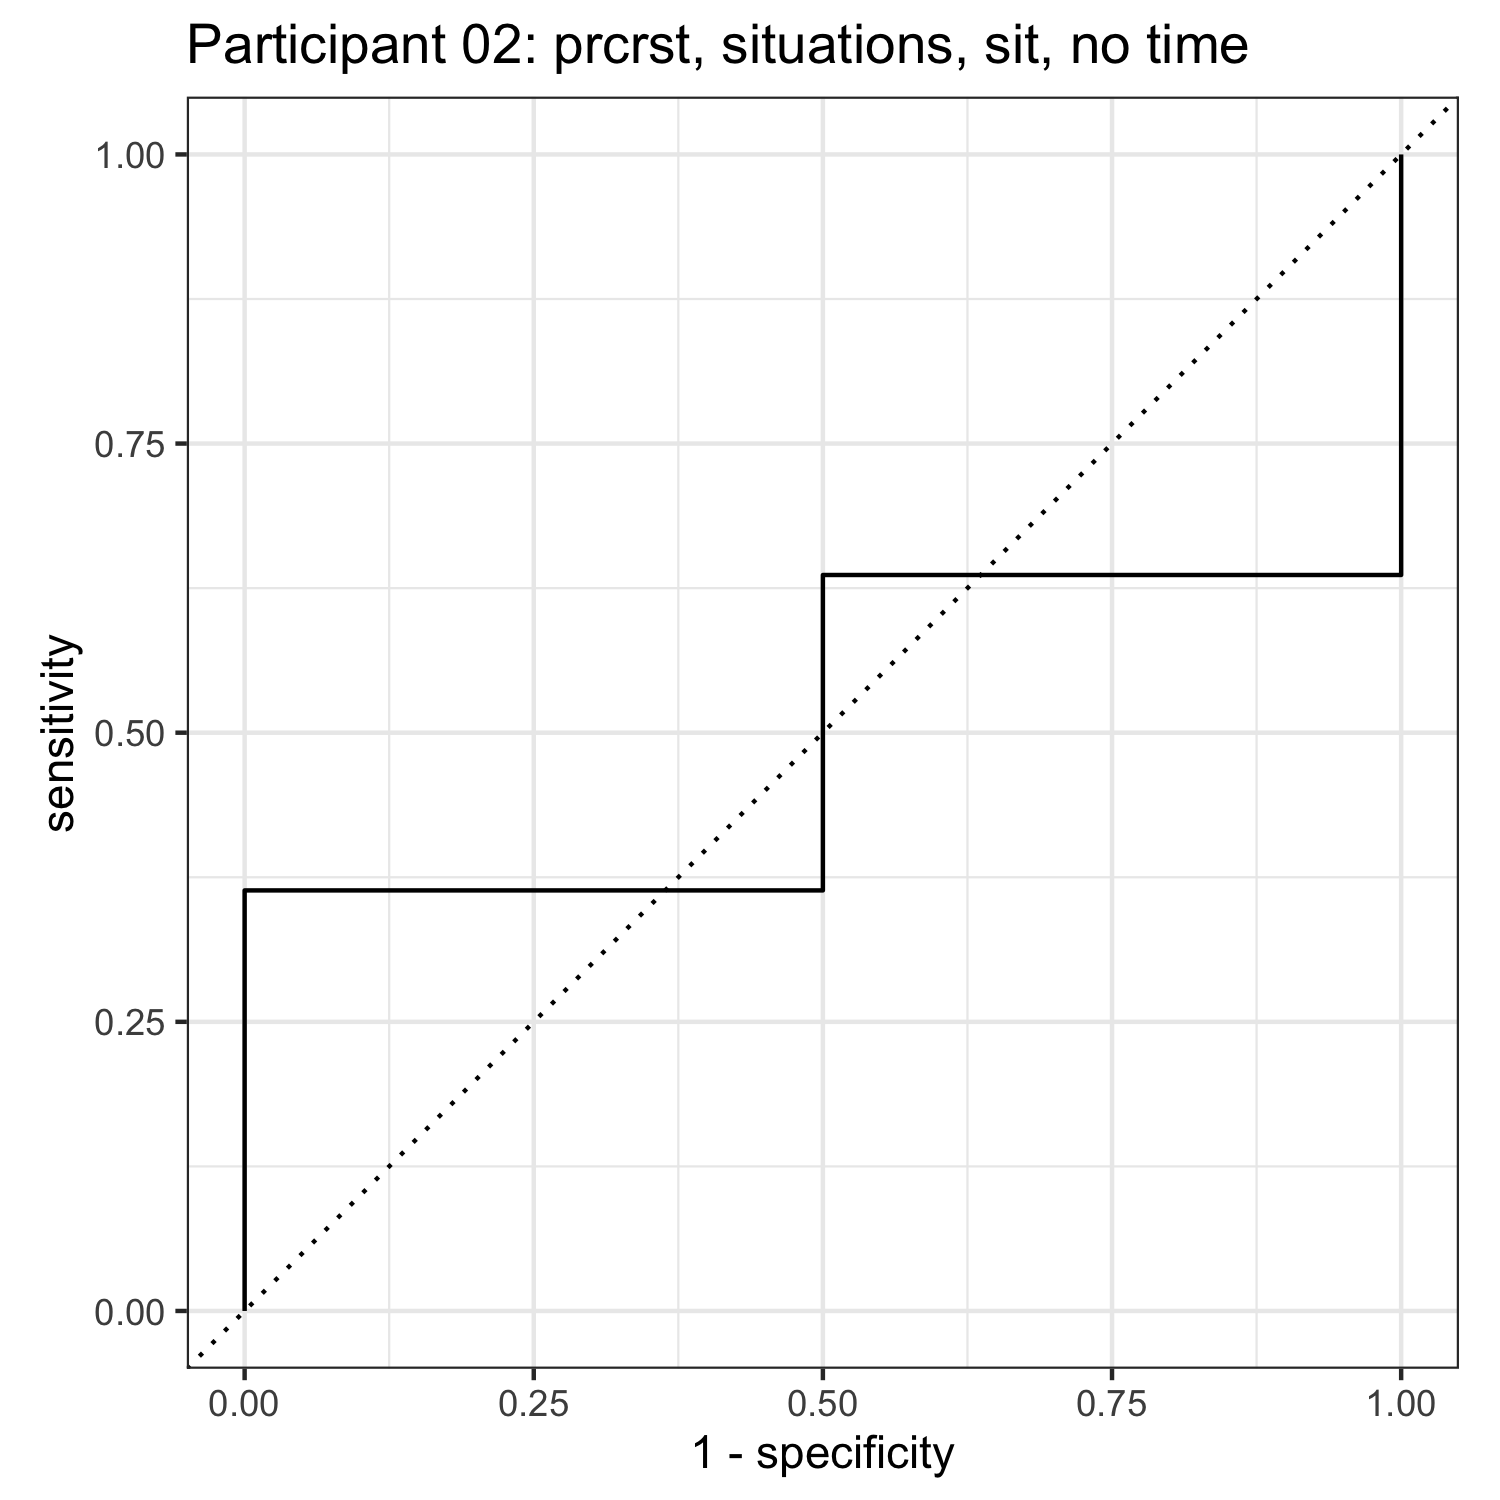 Participant 02: prcrst, situations, sit, no time
1.00
0.75
0.50
0.25
0.00
sensitivity
0.00 0.25 0.50 0.75 1.00
1 - specificity